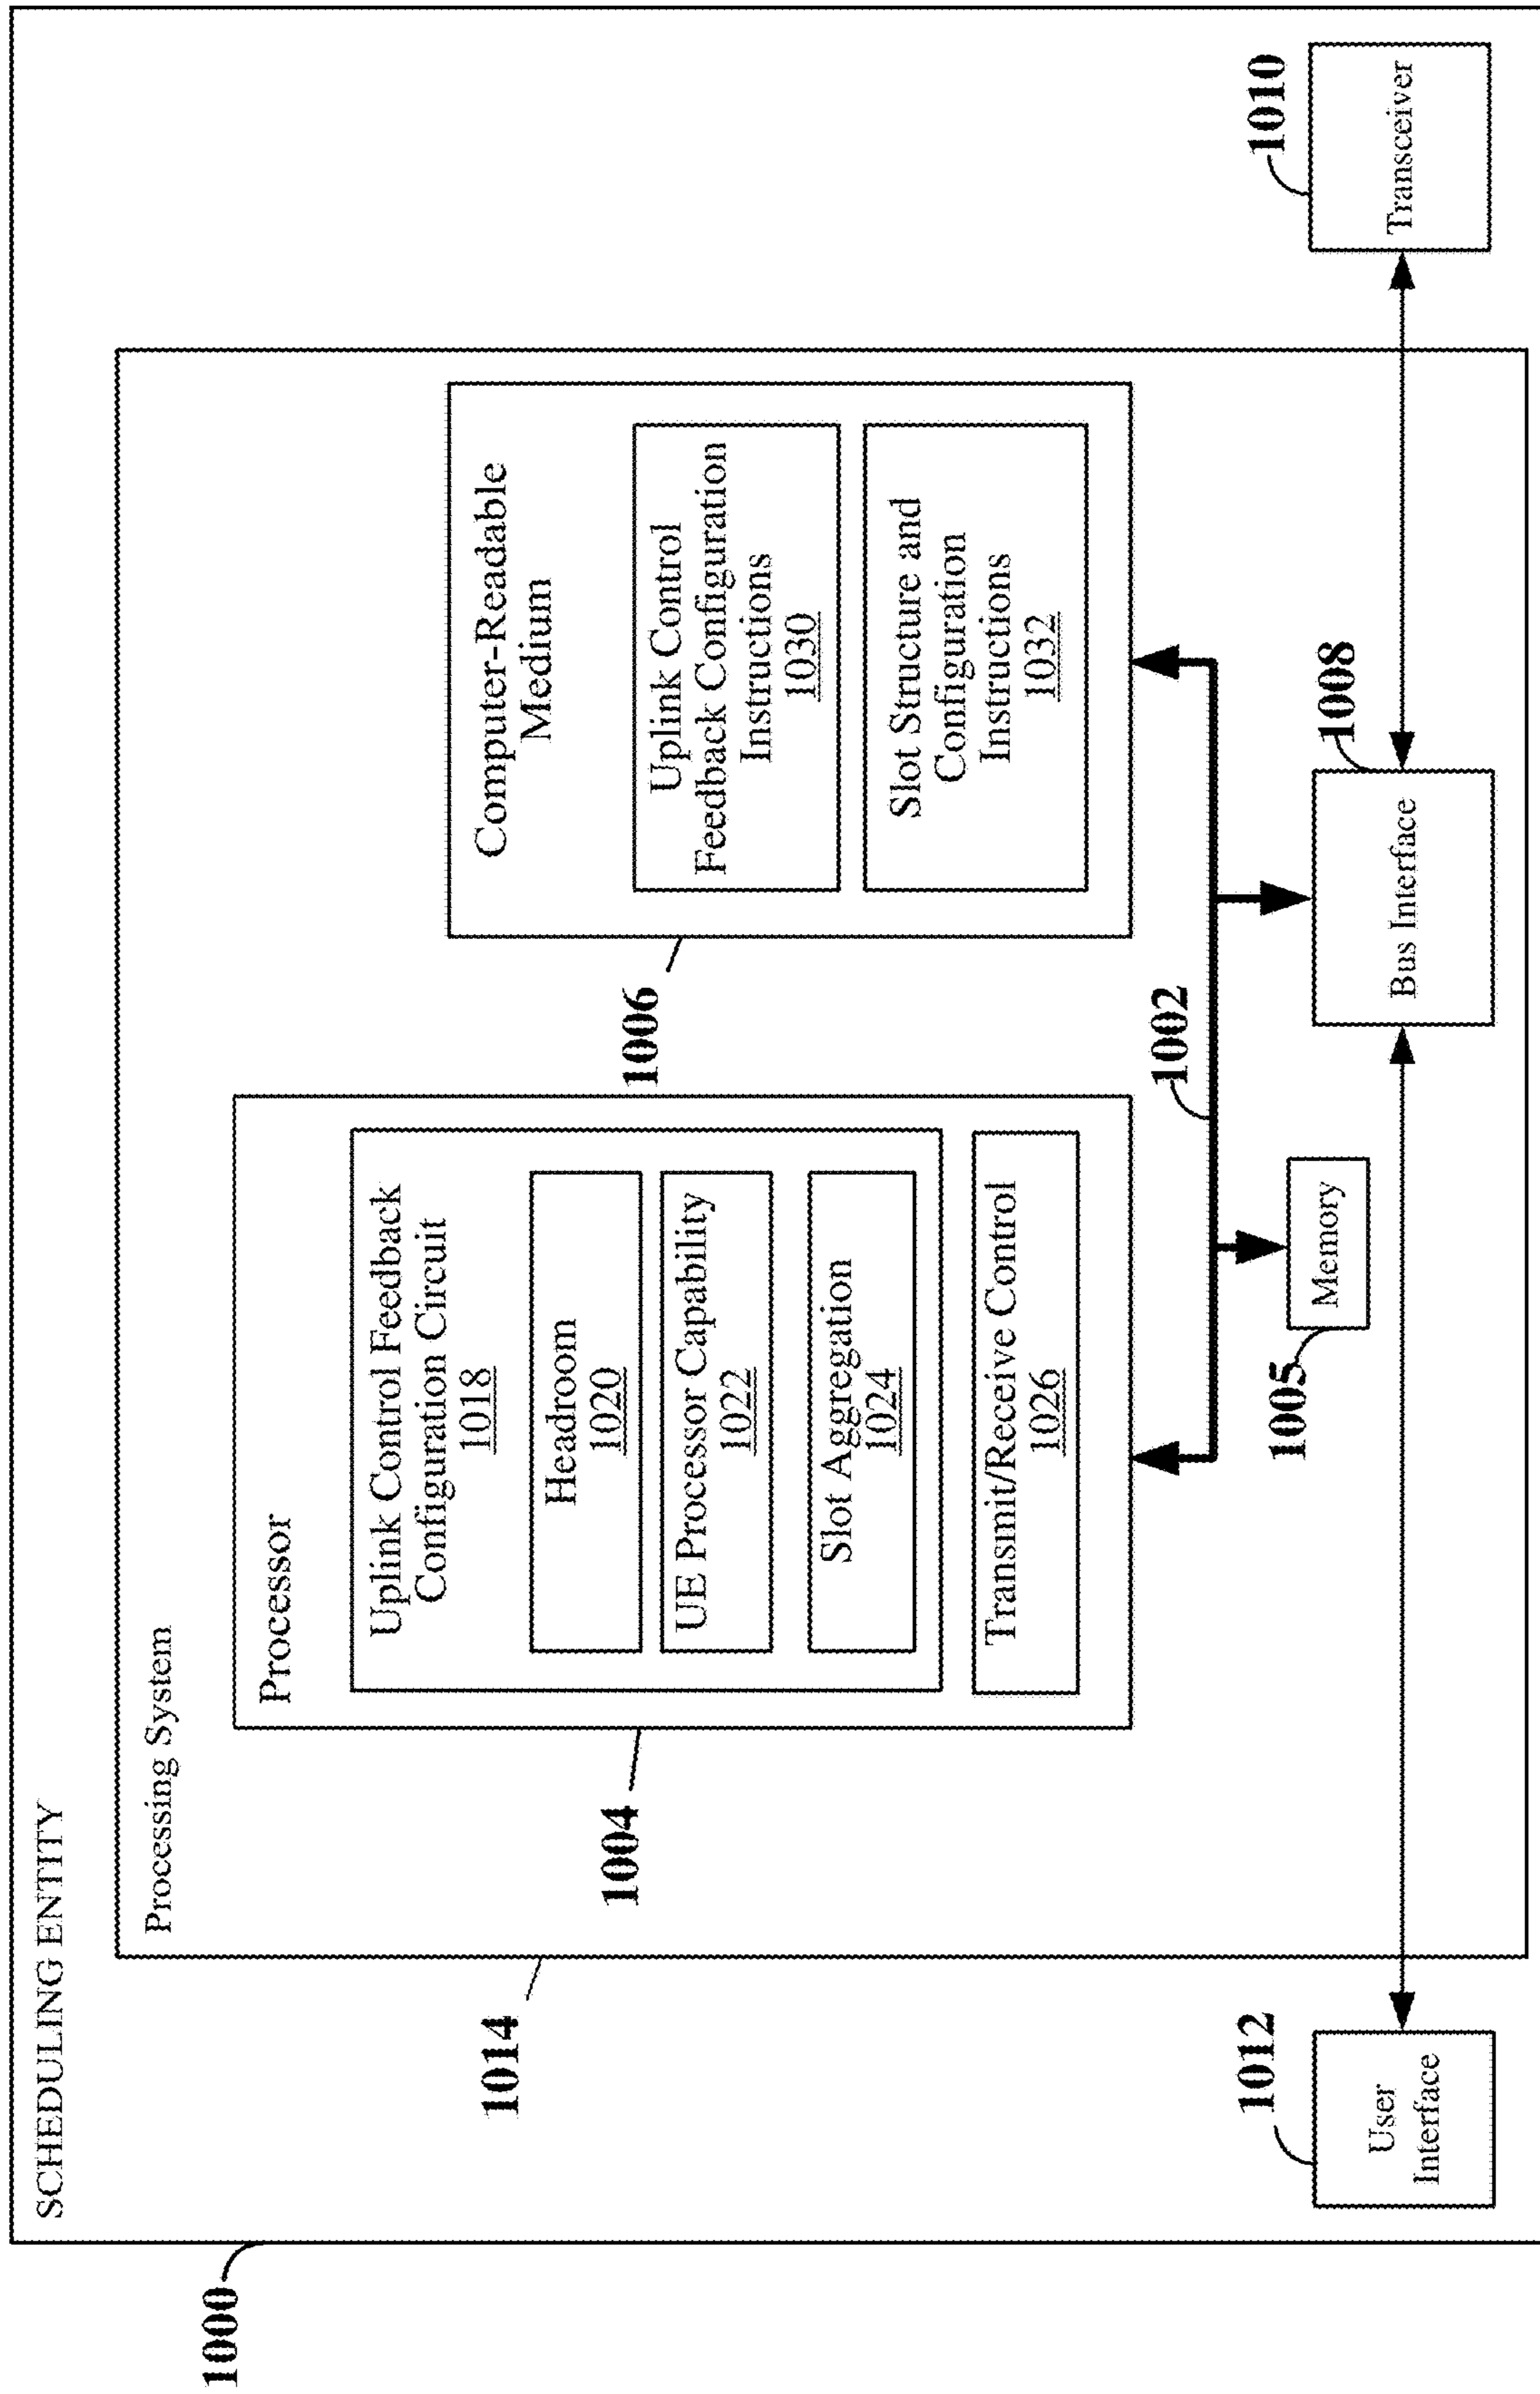 SCHEDULING ENTITY
1000
Processing System
1014
Processor
1004
Uplink Control Feedback
Configuration Circuit
1018
Headroom
1020
UE Processor Capability
1022
Slot Aggregation
1024
Transmit/Receive Control
1026
Computer-Readable
Medium
1006
Uplink Control
Feedback Configuration
Instructions
1030
Slot Structure and
Configuration
Instructions
1032
1002
1005
Memory
1008
Bus Interface
1012
User
Interface
1010
Transceiver